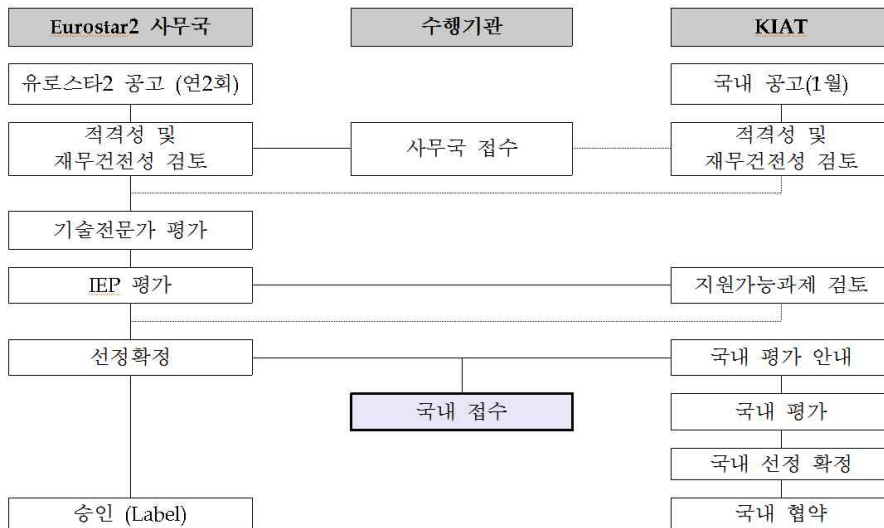 Eurostar2 사무국 수행기관 KIAT
유로스타2 공고 (연2회) 국내 공고(1월)
적격성 및 적격성 및
재무건전성 검토 사무국 접수 재무건전성 검토
기술전문가 평가
IEP 평가 지원가능과제 검토
선정확정 국내 평가 안내
국내 접수 국내 평가
국내 선정 확정
승인 (Label) 국내 협약